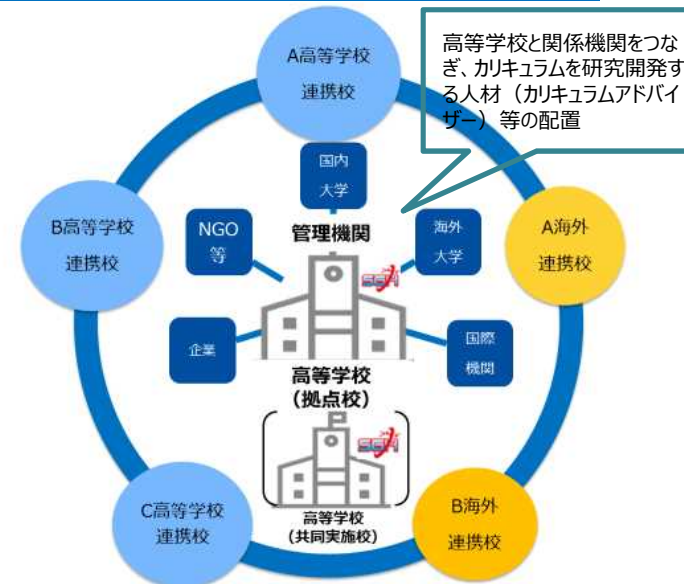 A高等学校
連携校
高等学校と関係機関をつな
ぎ、カリキュラムを研究開発す
る人材（カリキュラムアドバイ
ザー）等の配置
国内
大学
B高等学校
連携校
NGO
等
管理機関
海外
大学
A海外
連携校
SGH
企業
国際
機関
高等学校
（拠点校）
SGH
C高等学校
連携校
高等学校
（共同実施校）
B海外
連携校